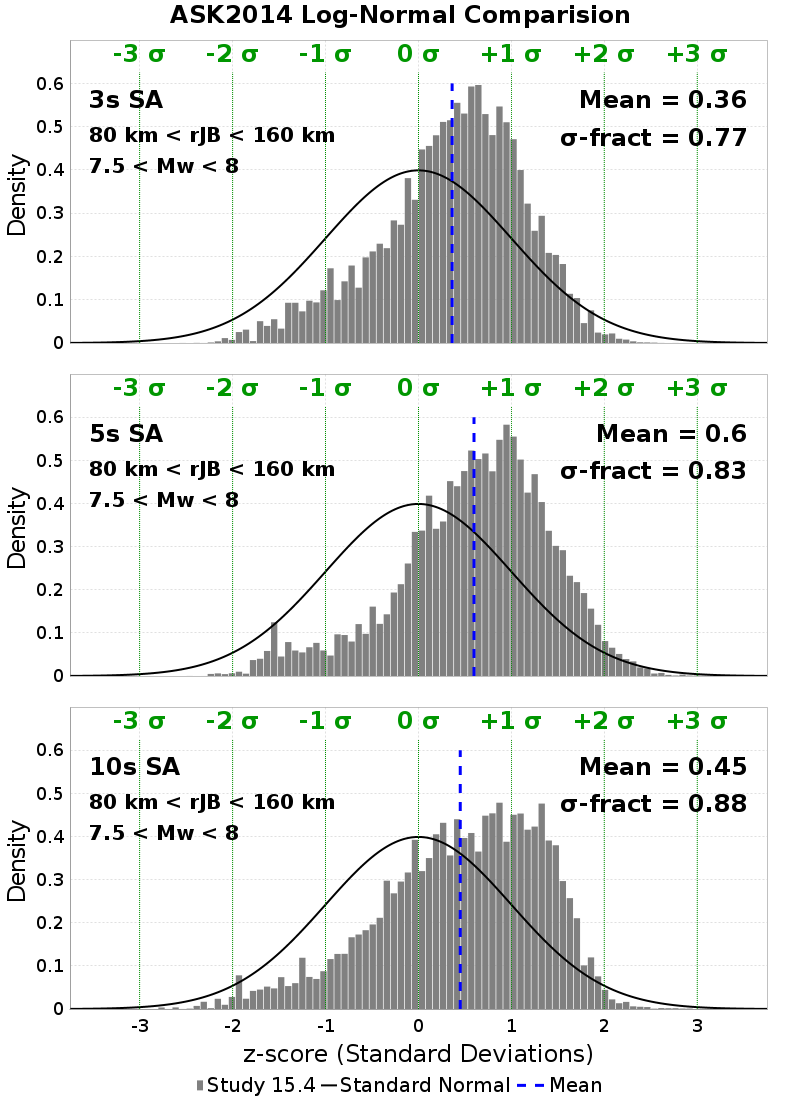 ASK2014 Log-Normal Comparision
-3 σ -2 σ -1 σ 0 σ +1 σ +2 σ +3 σ
0.6
3s SA
Mean = 0.36
0.5
80 km < rJB < 160 km
σ-fract = 0.77
0.4
7.5 < Mw < 8
Density
0.3
0.2
0.1
0
-3 σ -2 σ -1 σ 0 σ +1 σ +2 σ +3 σ
0.6
5s SA
Mean = 0.6
0.5
80 km < rJB < 160 km
σ-fract = 0.83
0.4
7.5 < Mw < 8
Density
0.3
0.2
0.1
0
-3 σ -2 σ -1 σ 0 σ +1 σ +2 σ +3 σ
0.6
10s SA
Mean = 0.45
0.5
80 km < rJB < 160 km
σ-fract = 0.88
0.4
7.5 < Mw < 8
Density
0.3
0.2
0.1
0
-3 -2 -1 0 1 2 3
z-score (Standard Deviations)
Study 15.4 Standard Normal Mean